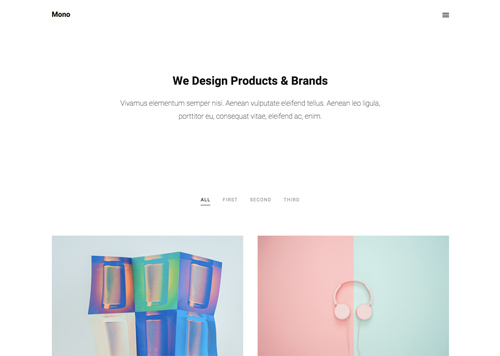 Mono
We Design Products & Brands
Vivamus elementum semper nisi. Aenean vulputate eleifend tellus. Aenean leo ligula,
porttitor eu, consequat vitae, eleifend ac, enim.
ALL FIRST SECOND THIRD